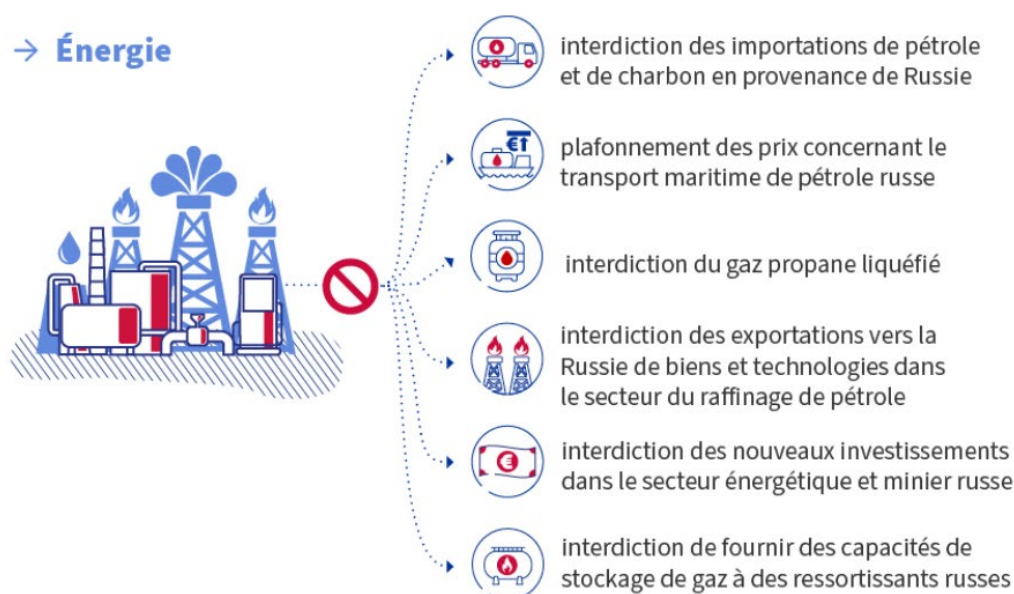 → Énergie
interdiction des importations de pétrole
et de charbon en provenance de Russie
€
plafonnement des prix concernant le
transport maritime de pétrole russe
interdiction du gaz propane liquéfié
interdiction des exportations vers la
Russie de biens et technologies dans
le secteur du raffinage de pétrole
€
interdiction des nouveaux investissements
dans le secteur énergétique et minier russe
interdiction de fournir des capacités de
stockage de gaz à des ressortissants russes